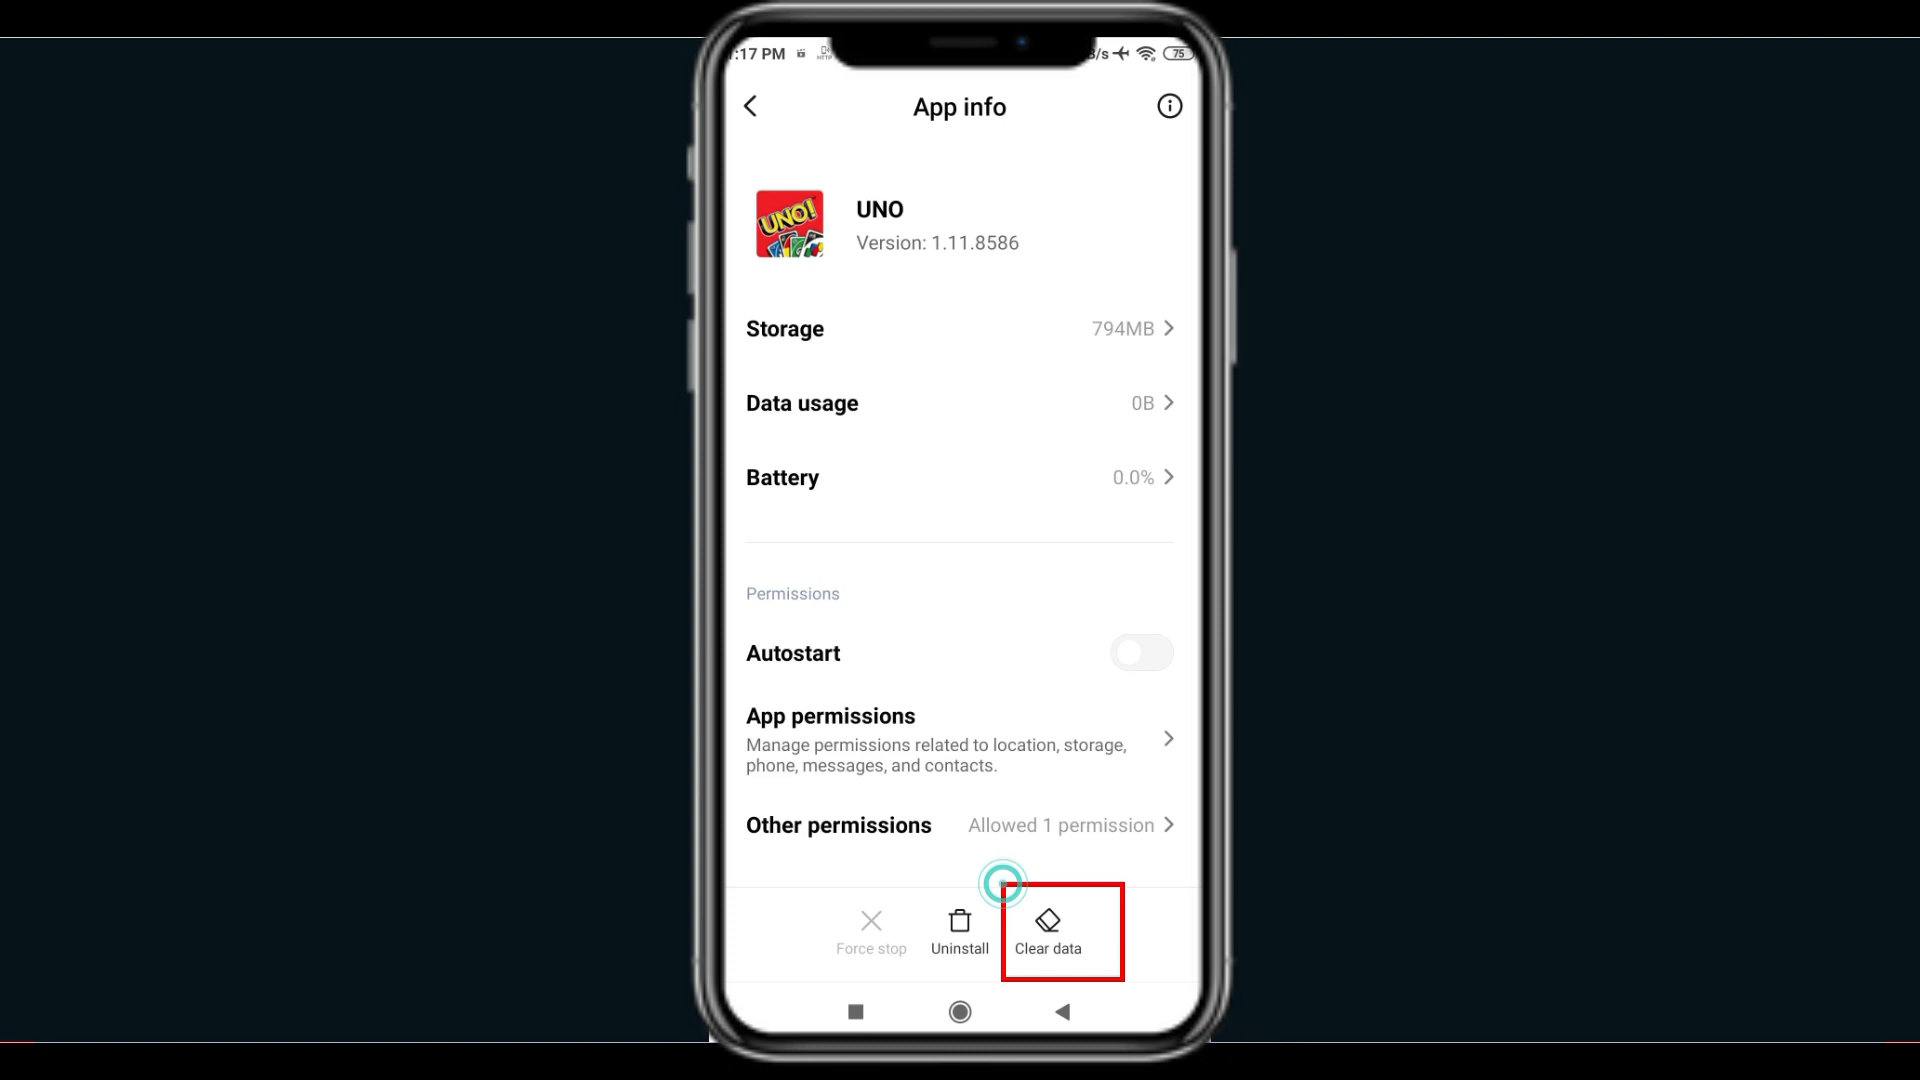 :17 PM
/s
75
App info
UNO!
UNO
Version: 1.11.8586
Storage 794MB
Data usage 0B
Battery 0.0%
Permissions
Autostart
App permissions
Manage permissions related to location, storage,
phone, messages, and contacts.
Other permissions Allowed 1 permission
Force stop Uninstall Clear data